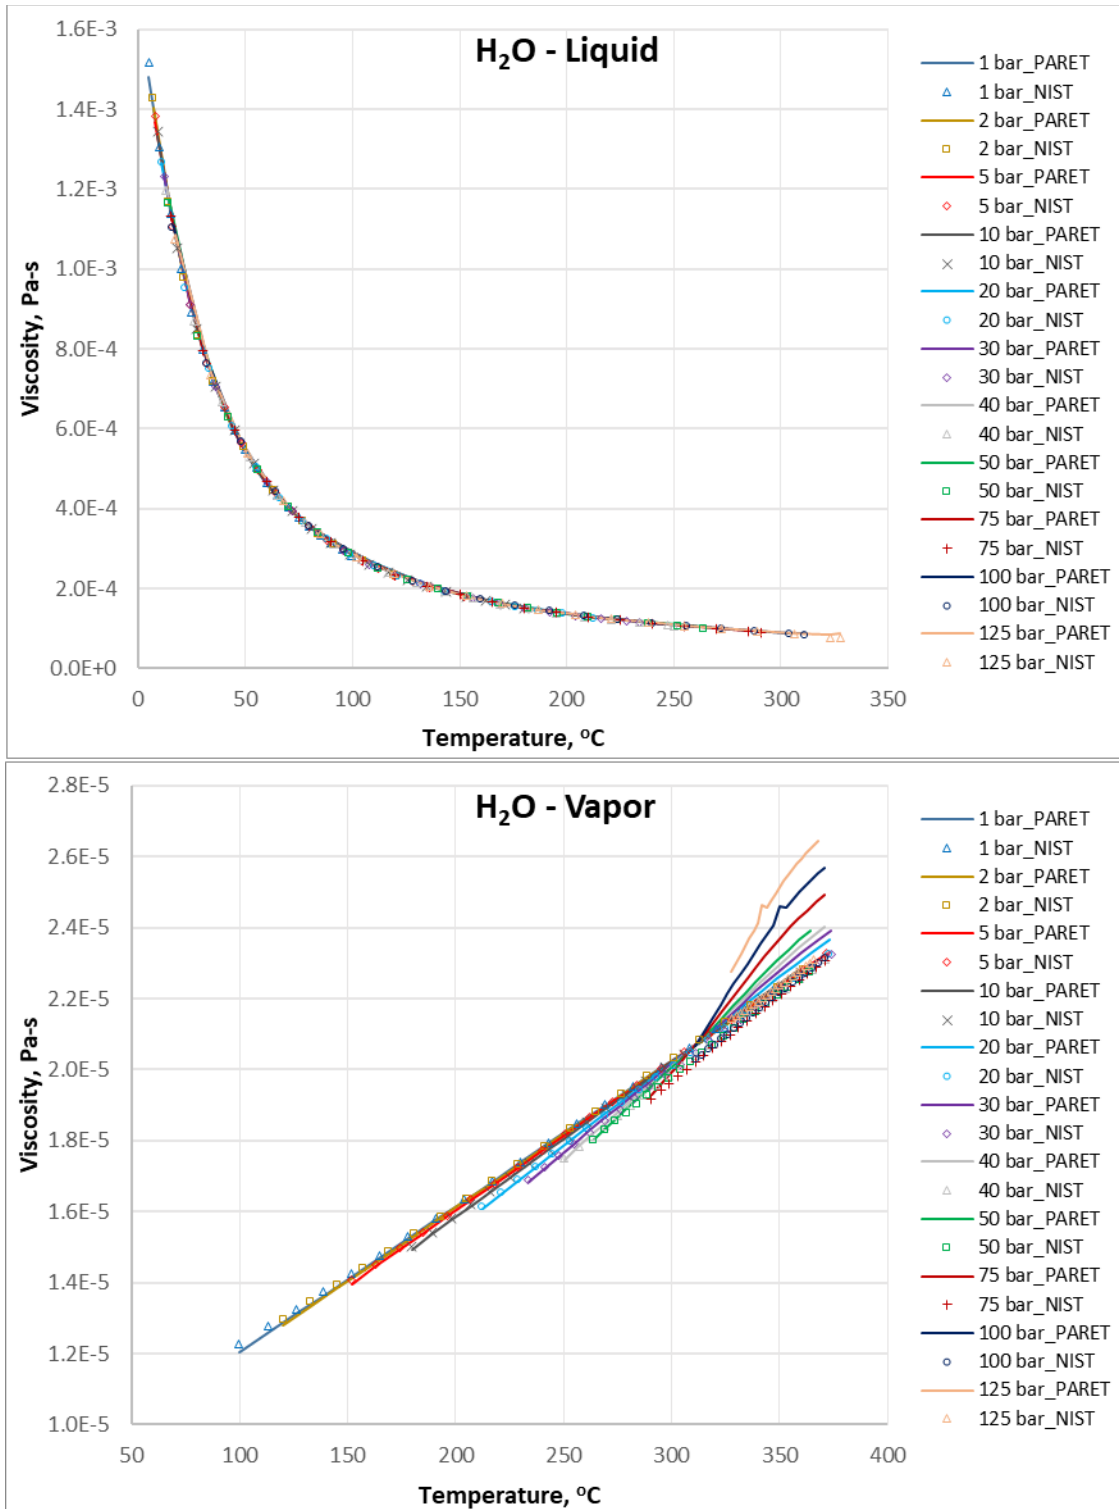 H2O - Liquid
1.6E-3
1.4E-3
1.2E-3
1.0E-3
8.0E-4
6.0E-4
4.0E-4
2.0E-4
0.0E+0
Viscosity, Pa-s
0 50 100 150 200 250 300 350
Temperature, °C
1 bar_PARET
1 bar_NIST
2 bar_PARET
2 bar_NIST
5 bar_PARET
5 bar_NIST
10 bar_PARET
10 bar_NIST
20 bar_PARET
20 bar_NIST
30 bar_PARET
30 bar_NIST
40 bar_PARET
40 bar_NIST
50 bar_PARET
50 bar_NIST
75 bar_PARET
75 bar_NIST
100 bar_PARET
100 bar_NIST
125 bar_PARET
125 bar_NIST
H2O - Vapor
2.8E-5
2.6E-5
2.4E-5
2.2E-5
2.0E-5
1.8E-5
1.6E-5
1.4E-5
1.2E-5
1.0E-5
Viscosity, Pa-s
50 100 150 200 250 300 350 400
Temperature, °C
1 bar_PARET
1 bar_NIST
2 bar_PARET
2 bar_NIST
5 bar_PARET
5 bar_NIST
10 bar_PARET
10 bar_NIST
20 bar_PARET
20 bar_NIST
30 bar_PARET
30 bar_NIST
40 bar_PARET
40 bar_NIST
50 bar_PARET
50 bar_NIST
75 bar_PARET
75 bar_NIST
100 bar_PARET
100 bar_NIST
125 bar_PARET
125 bar_NIST